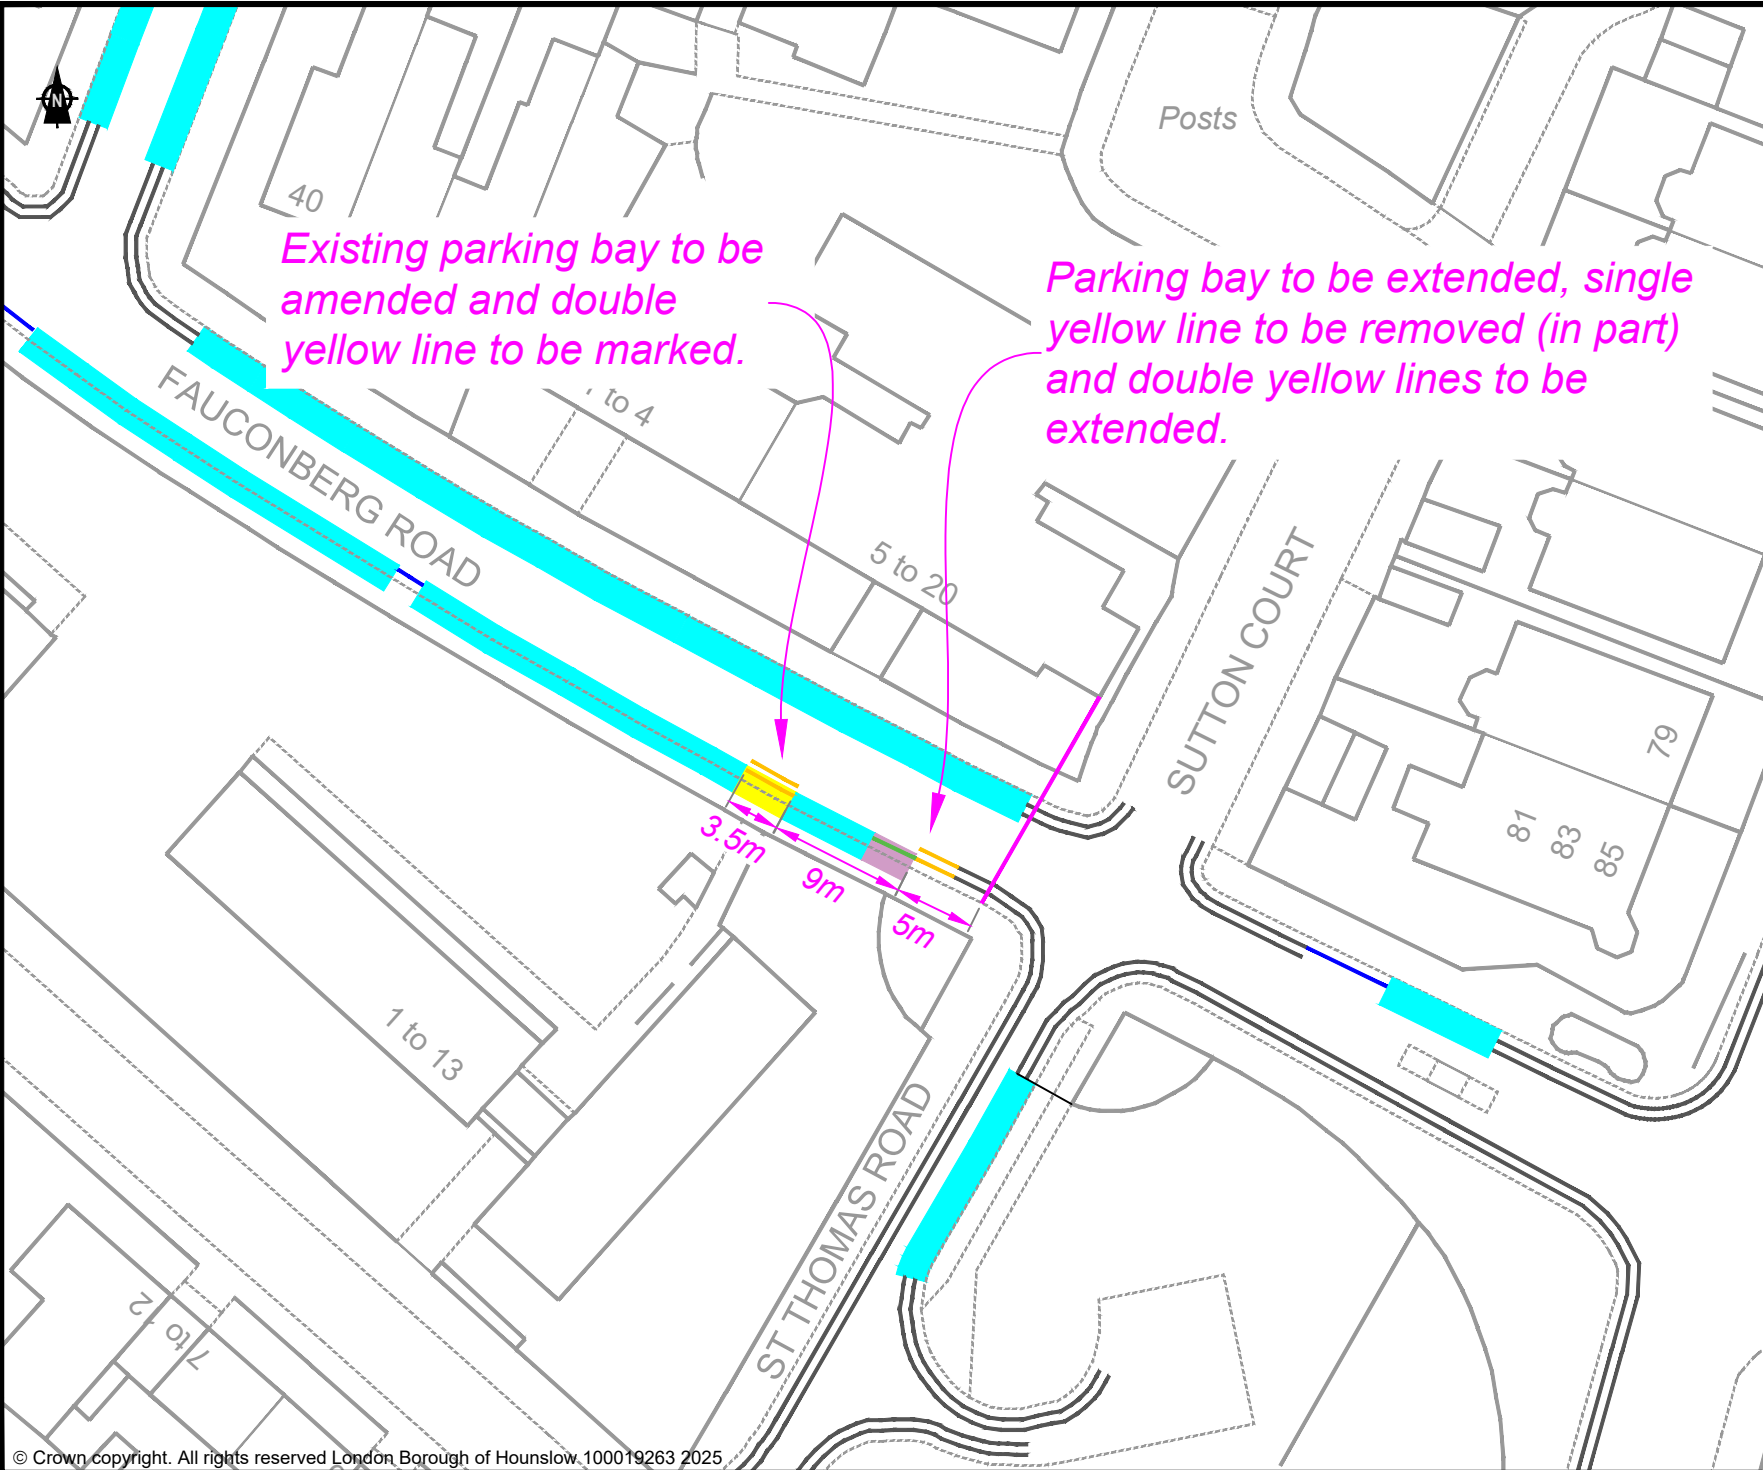 N
Posts
40
Existing parking bay to be
amended and double
yellow line to be marked.
Parking bay to be extended, single
yellow line to be removed (in part)
and double yellow lines to be
extended.
to 4
FAUCONBERG ROAD
5 to 20
SUTTON COURT
79
81
83
85
3.5m
9m
5m
1 to 13
ST THOMAS ROAD
7 to
2
© Crown copyright. All rights reserved London Borough of Hounslow 100019263 2025